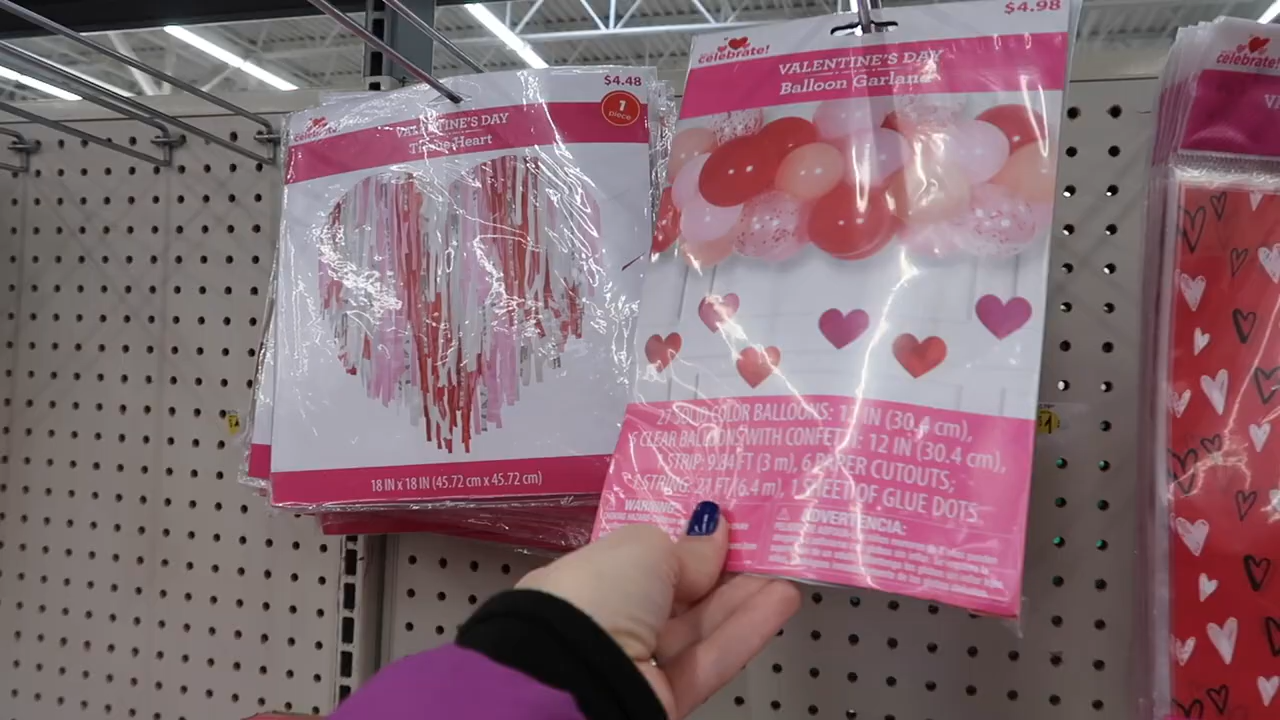 $4.48
1
piece
celebrate!
VALENTINE'S DAY
Tissue Heart
18 IN x 18 IN (45.72 cm x 45.72 cm)
$4.98
celebrate!
VALENTINE'S DAY
Balloon Garland
27 SOLID COLOR BALLOONS: 12 IN (30.4 cm),
CLEAR BALLOONS WITH CONFETTI: 12 IN (30.4 cm),
STRIP: 9.84 FT (3 m), 6 PAPER CUTOUTS;
STRING: 21 FT (6.4 m), 1 SHEET OF GLUE DOTS
WARNING:
ADVERTENCIA:
celebrate!
V